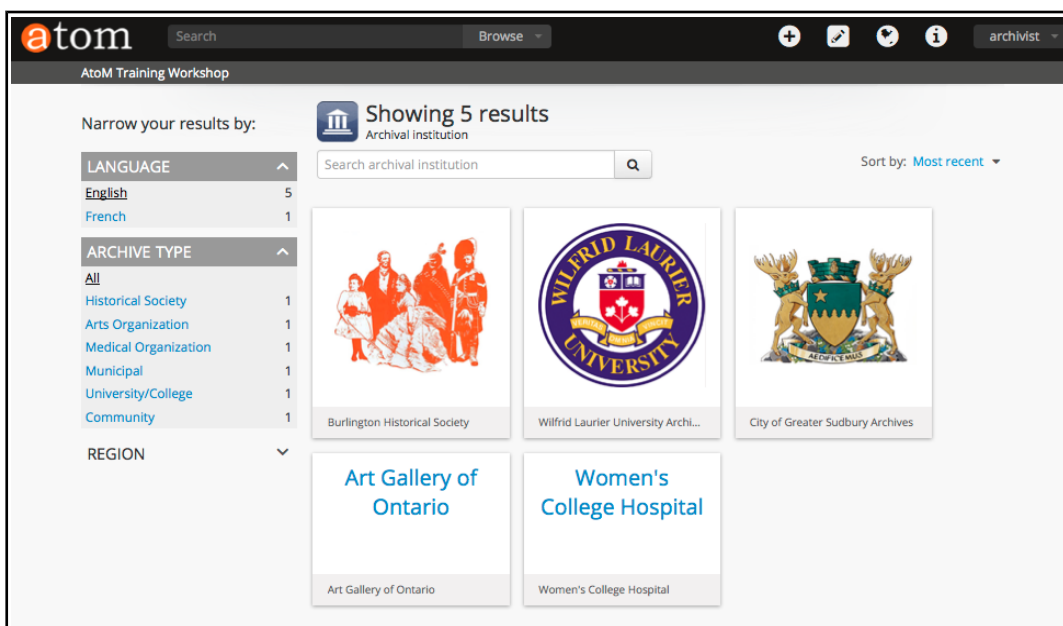 atom
Search
Browse
archivist
AtoM Training Workshop
Narrow your results by:
LANGUAGE
English 5
French 1
ARCHIVE TYPE
All
Historical Society 1
Arts Organization 1
Medical Organization 1
Municipal 1
University/College 1
Community 1
REGION
Showing 5 results
Archival institution
Search archival institution
Sort by: Most recent
WILFRID LAURIER
VERITAS OMNIA VINCIT
UNIVERSITY
AEDIFICEMUS
Burlington Historical Society
Wilfrid Laurier University Archi...
City of Greater Sudbury Archives
Art Gallery of
Ontario
Women's
College Hospital
Art Gallery of Ontario
Women's College Hospital